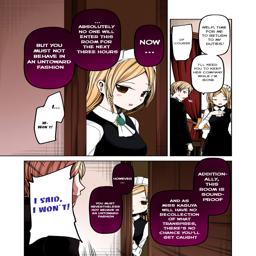 WELL, TIME FOR
ME TO RETURN
TO MY
DUTIES!
OF
COURSE
I'LL NEED
YOU TO KEEP
HER COMPANY
WHILE I'M
GONE
NOW ...
... ABSOLUTELY
NO ONE WILL
ENTER THIS
ROOM FOR
THE NEXT
THREE HOURS
BUT YOU
MUST NOT
BEHAVE IN
AN UNTOWARD
FASHION
I...
W-
WON'T!
ADDITION-
ALLY,
THIS
ROOM IS
SOUND-
PROOF
AND AS
MISS KAGUYA
WILL HAVE NO
RECOLLECTION
OF WHAT
TRANSPIRES,
THERE'S NO
CHANCE YOU'LL
GET CAUGHT
HOWEVER
...
YOU MUST
NEVERTHELESS
NOT BEHAVE IN
AN UNTOWARD
FASHION
I SAID,
I WON'T!